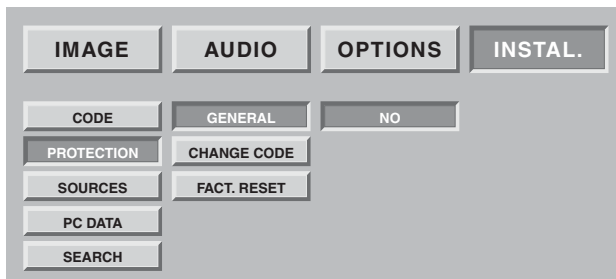 IMAGE AUDIO OPTIONS INSTAL.
CODE GENERAL NO
PROTECTION CHANGE CODE
SOURCES FACT. RESET
PC DATA
SEARCH